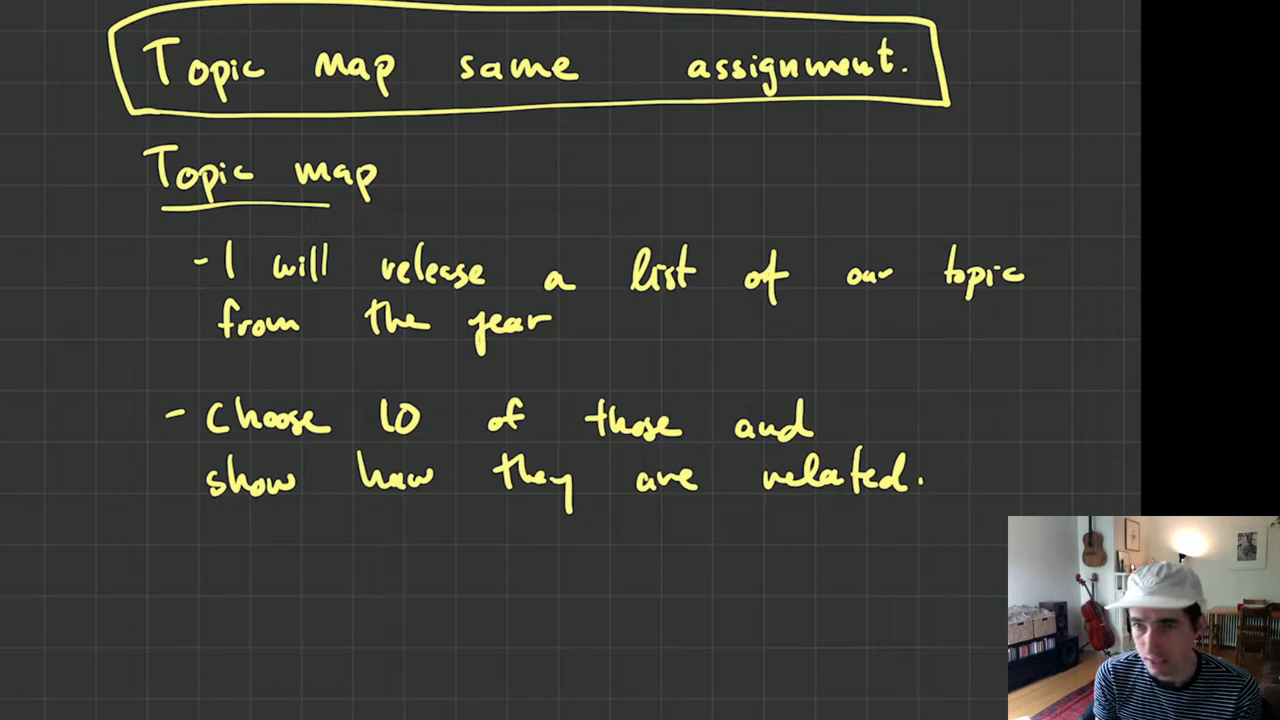 Topic map same assignment.
Topic map
- I will release a list of our topic
from the year
- Choose 10 of those and
show how they are related.